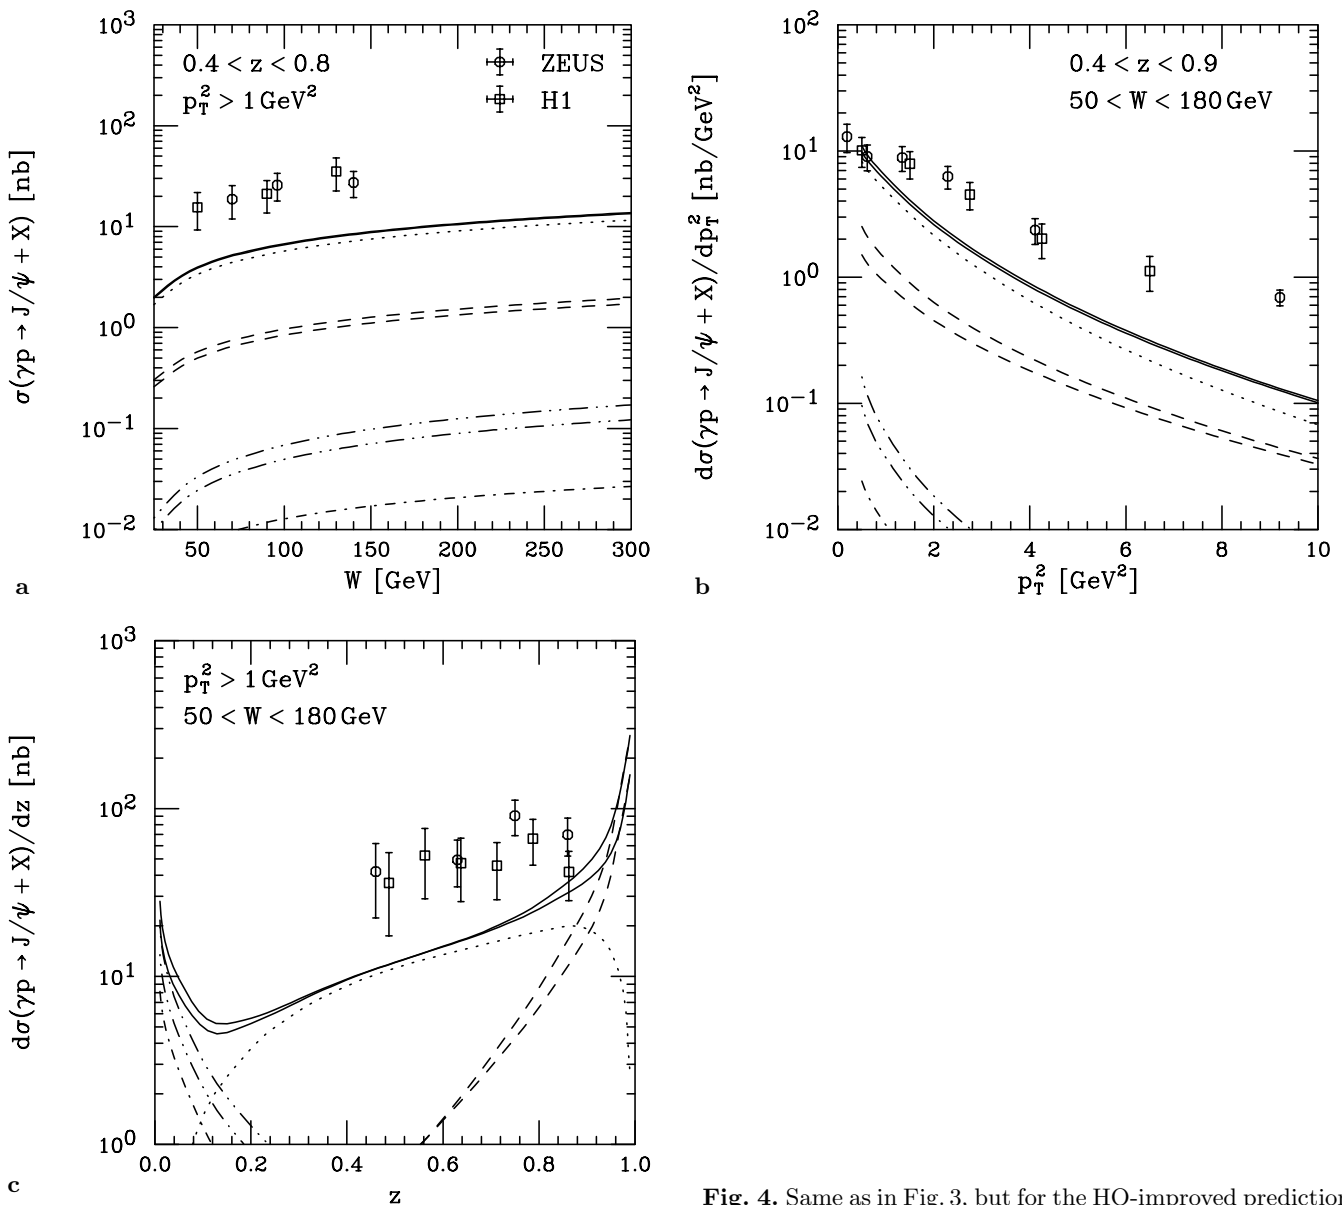 10³
10²
10¹
10⁰
10⁻¹
10⁻²
σ(γp → J/ψ + X) [nb]
0.4 < z < 0.8
p_T² > 1 GeV²
ZEUS
H1
50 100 150 200 250 300
W [GeV]
a
10²
10¹
10⁰
10⁻¹
10⁻²
dσ(γp → J/ψ + X)/dp_T² [nb/GeV²]
0.4 < z < 0.9
50 < W < 180 GeV
0 2 4 6 8 10
p_T² [GeV²]
b
10³
10²
10¹
10⁰
dσ(γp → J/ψ + X)/dz [nb]
p_T² > 1 GeV²
50 < W < 180 GeV
0.0 0.2 0.4 0.6 0.8 1.0
z
c
Fig. 4. Same as in Fig. 3, but for the HO-improved prediction